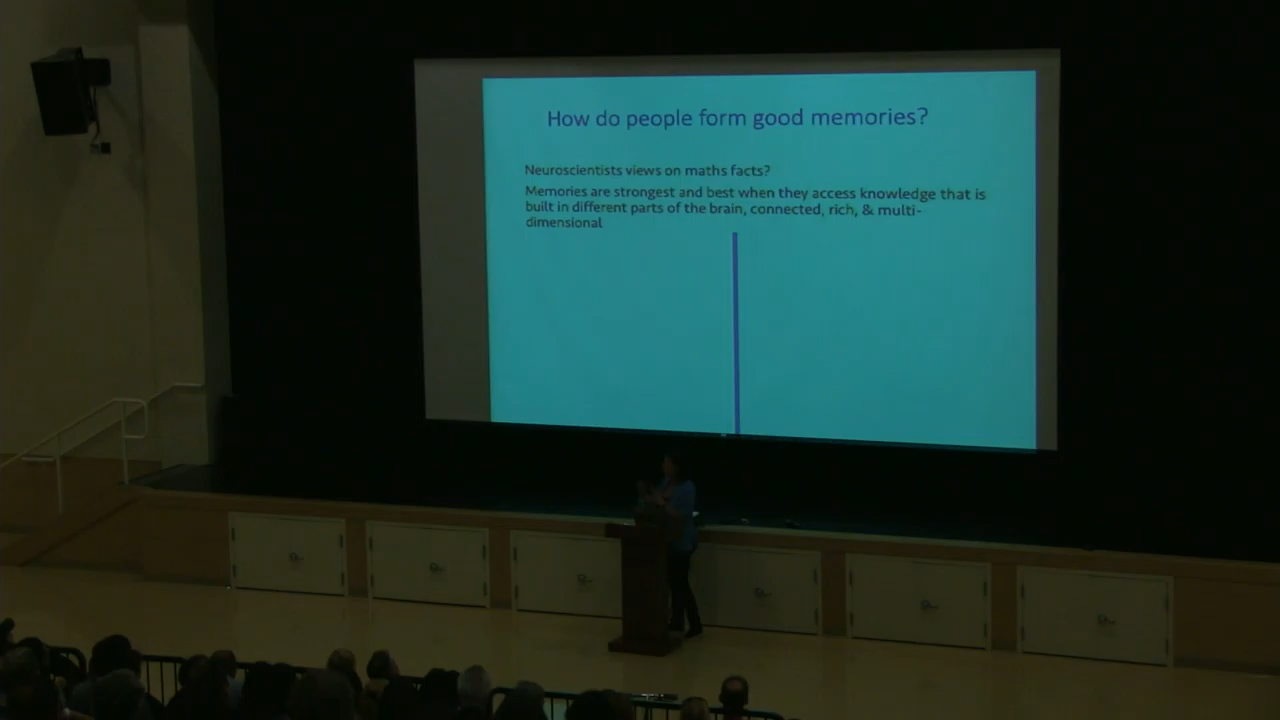 How do people form good memories?
Neuroscientists views on maths facts?
Memories are strongest and best when they access knowledge that is
built in different parts of the brain, connected, rich, & multi-
dimensional